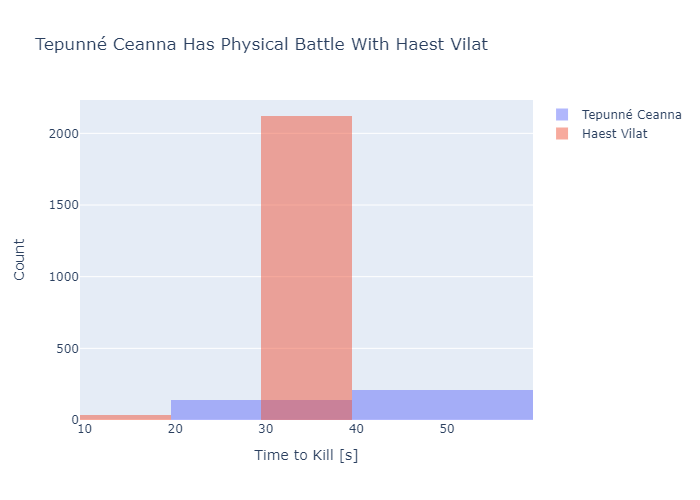 Tepunné Ceanna Has Physical Battle With Haest Vilat
Tepunné Ceanna
Haest Vilat
2000
1500
1000
500
0
Count
10 20 30 40 50
Time to Kill [s]